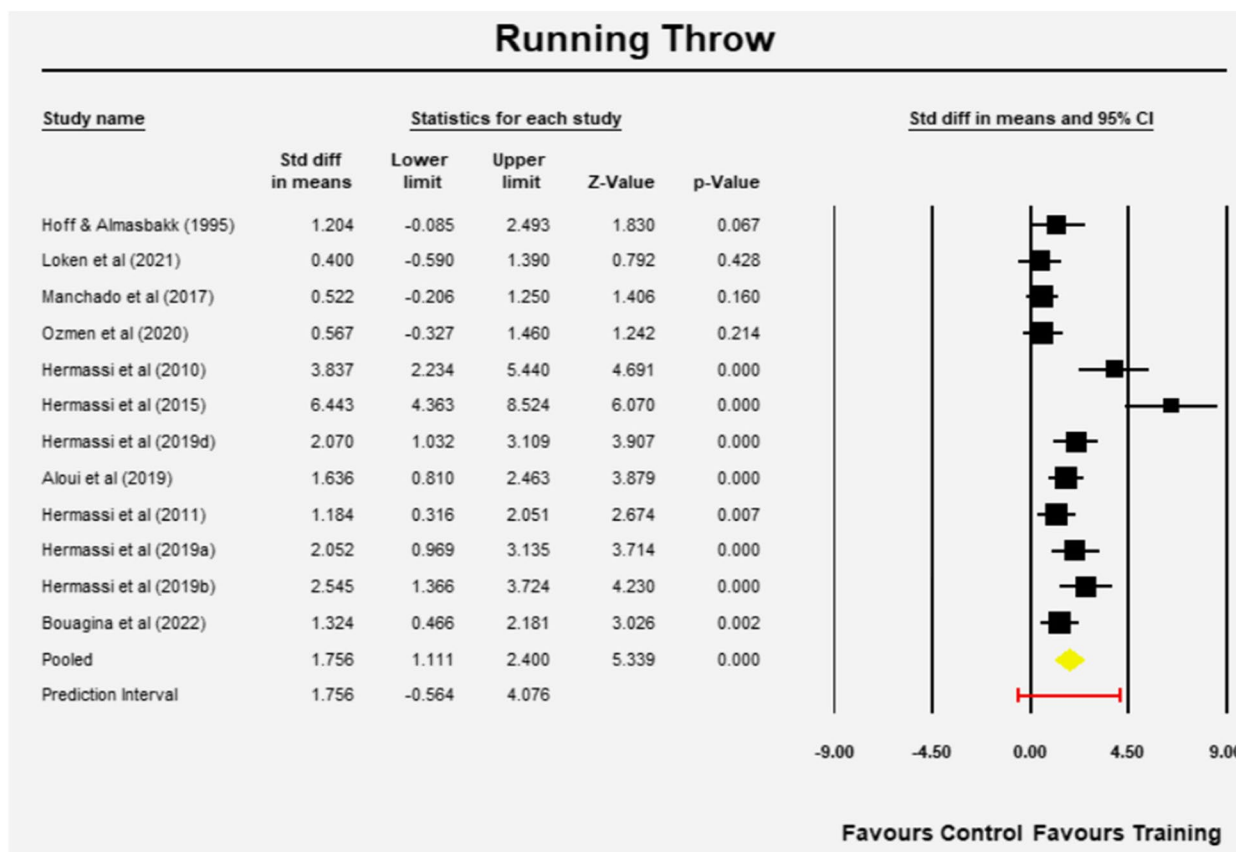 Running Throw
Study name Statistics for each study Std diff in means and 95% CI
Std diff Lower Upper
in means limit limit Z-Value p-Value
Hoff & Almasbakk (1995) 1.204 -0.085 2.493 1.830 0.067
Loken et al (2021) 0.400 -0.590 1.390 0.792 0.428
Manchado et al (2017) 0.522 -0.206 1.250 1.406 0.160
Ozmen et al (2020) 0.567 -0.327 1.460 1.242 0.214
Hermassi et al (2010) 3.837 2.234 5.440 4.691 0.000
Hermassi et al (2015) 6.443 4.363 8.524 6.070 0.000
Hermassi et al (2019d) 2.070 1.032 3.109 3.907 0.000
Aloui et al (2019) 1.636 0.810 2.463 3.879 0.000
Hermassi et al (2011) 1.184 0.316 2.051 2.674 0.007
Hermassi et al (2019a) 2.052 0.969 3.135 3.714 0.000
Hermassi et al (2019b) 2.545 1.366 3.724 4.230 0.000
Bouagina et al (2022) 1.324 0.466 2.181 3.026 0.002
Pooled 1.756 1.111 2.400 5.339 0.000
Prediction Interval 1.756 -0.564 4.076
-9.00 -4.50 0.00 4.50 9.00
Favours Control Favours Training